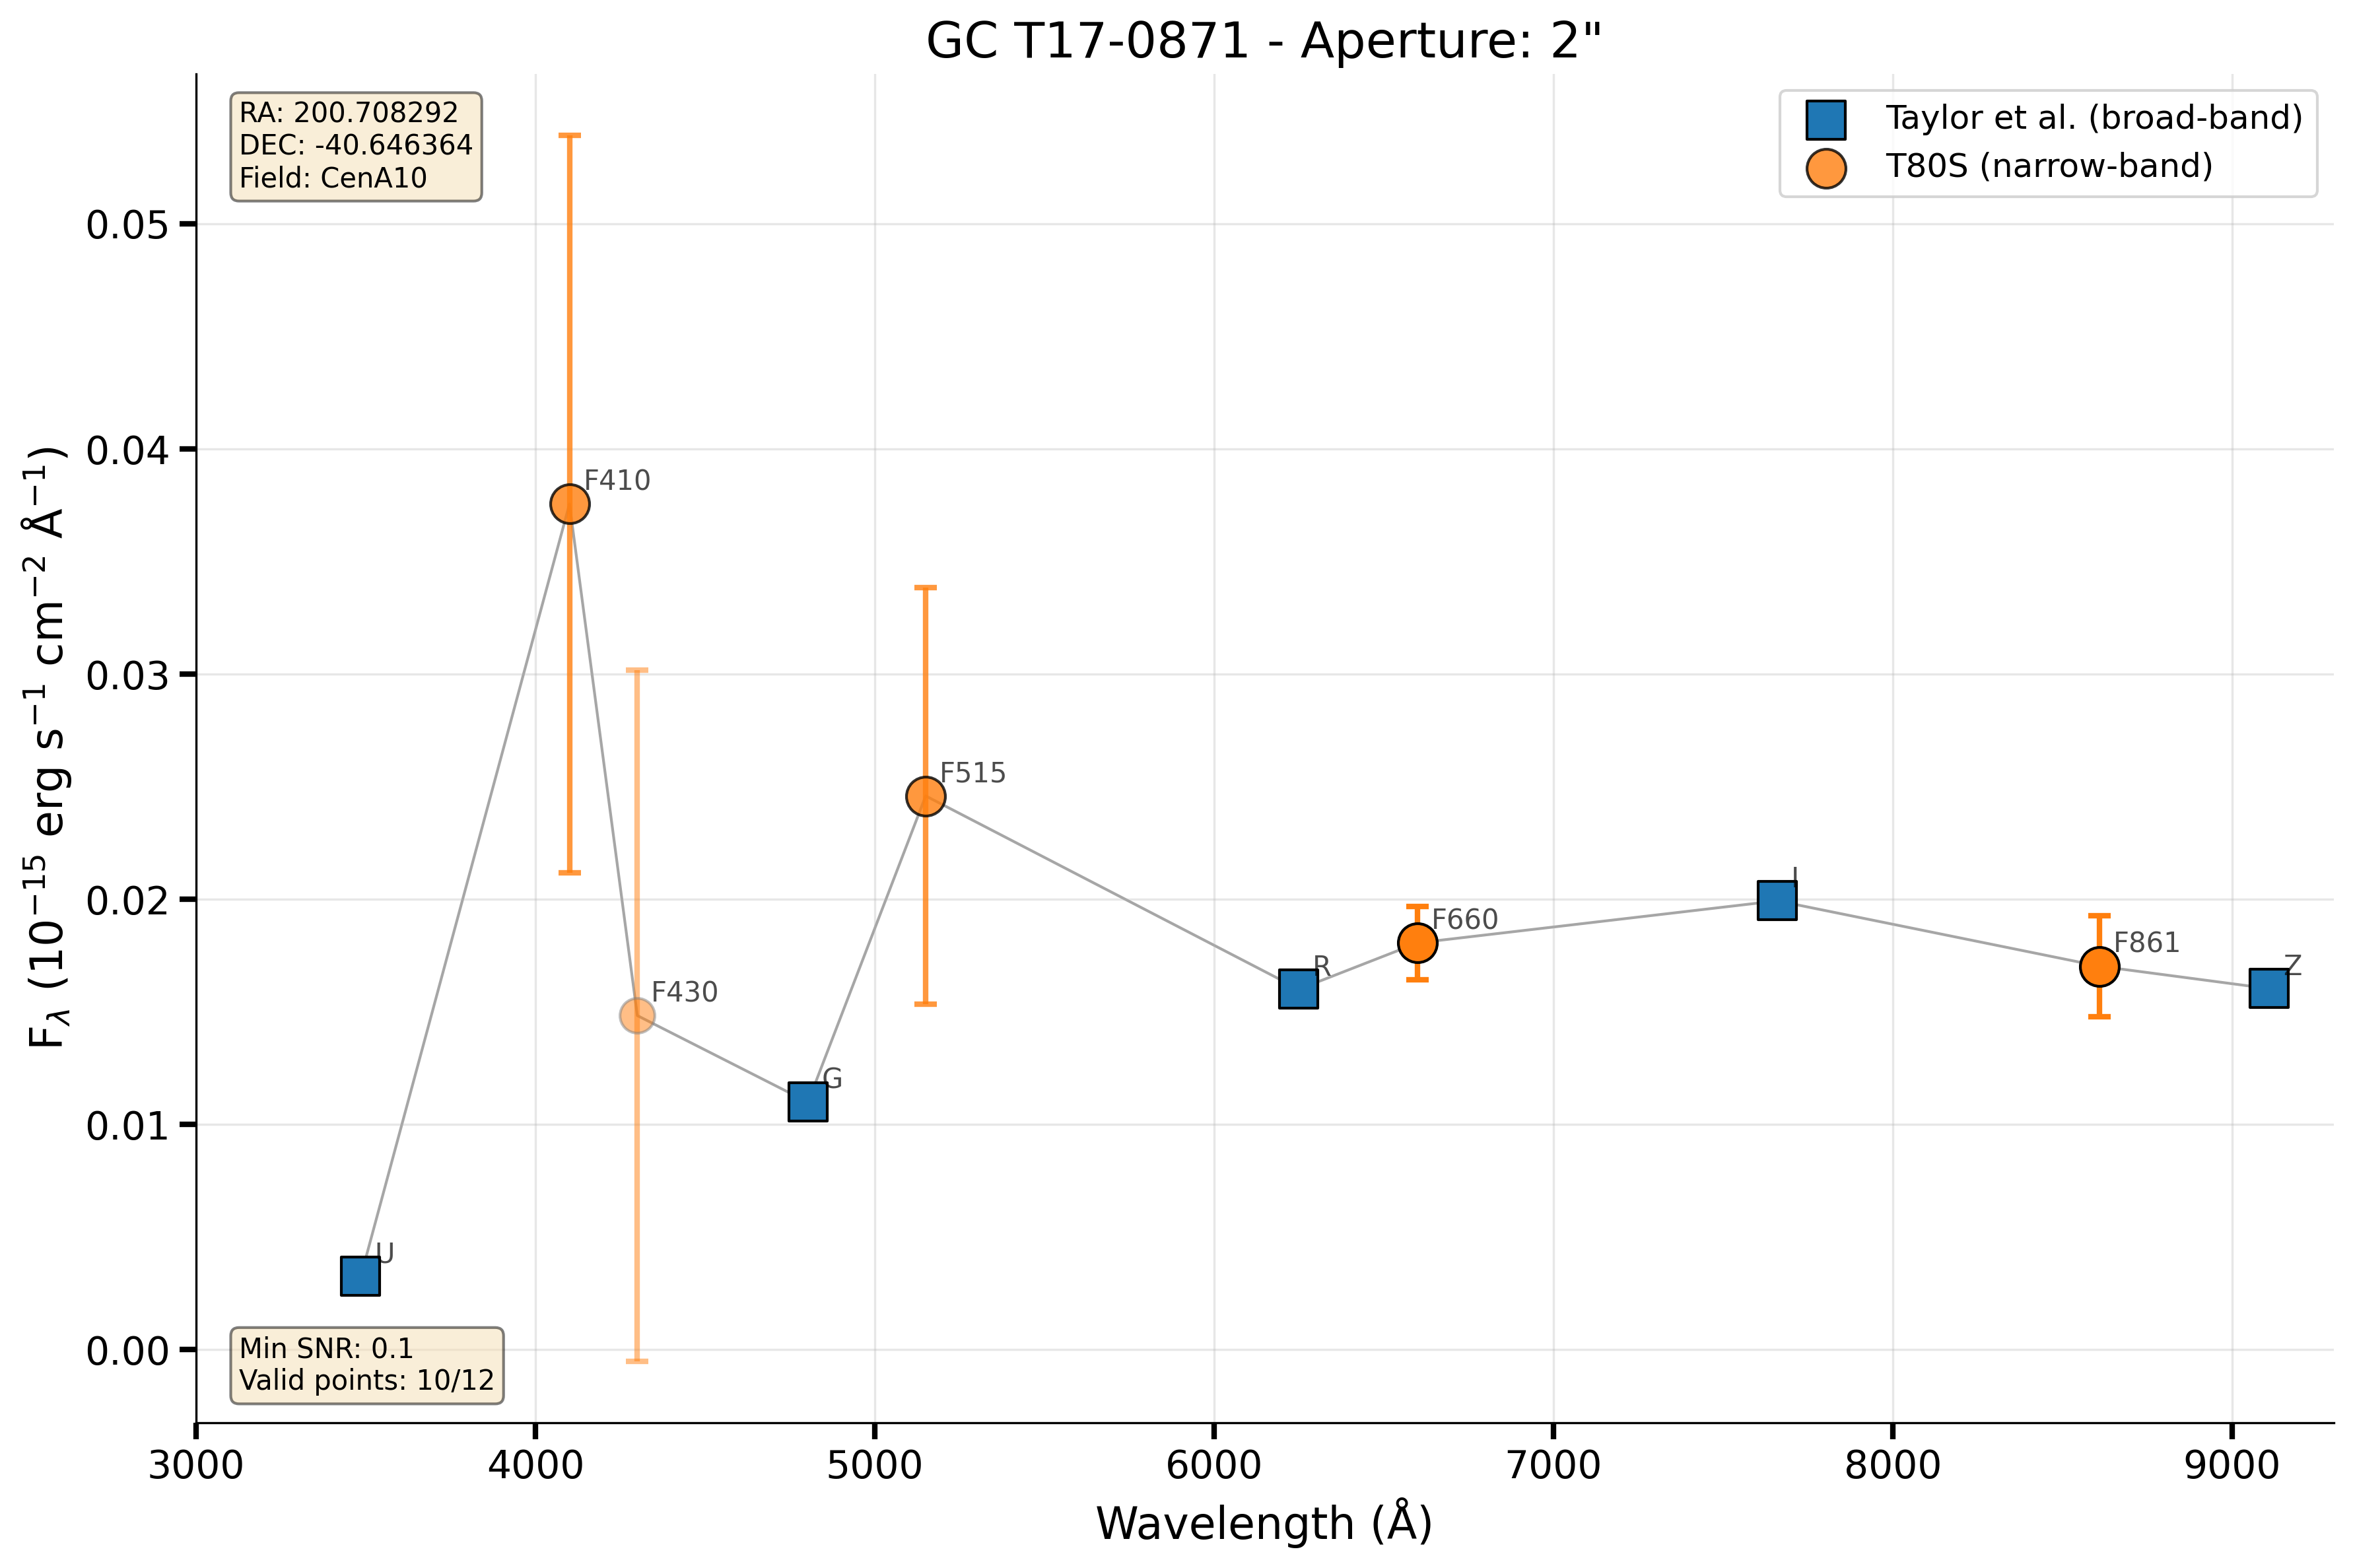 GC T17-0871 - Aperture: 2"
RA: 200.708292
DEC: -40.646364
Field: CenA10
Taylor et al. (broad-band)
T80S (narrow-band)
F410
F430
F515
F660
F861
U
G
R
I
Z
Min SNR: 0.1
Valid points: 10/12
0.05
0.04
0.03
0.02
0.01
0.00
3000 4000 5000 6000 7000 8000 9000
Wavelength (Å)
Fλ (10⁻¹⁵ erg s⁻¹ cm⁻² Å⁻¹)